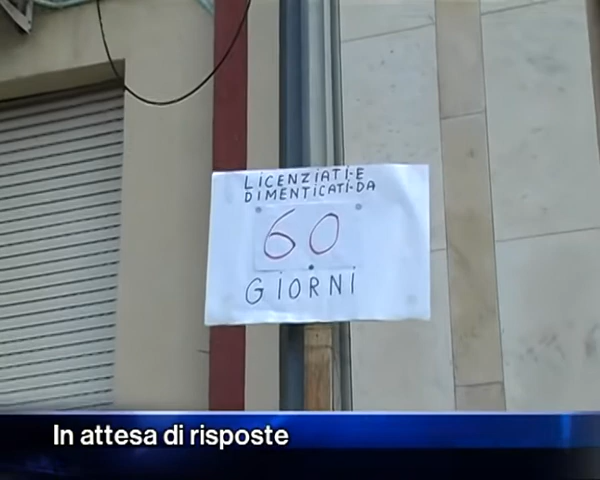 LICENZIATI-E
DIMENTICATI-DA
60
GIORNI
In attesa di risposte